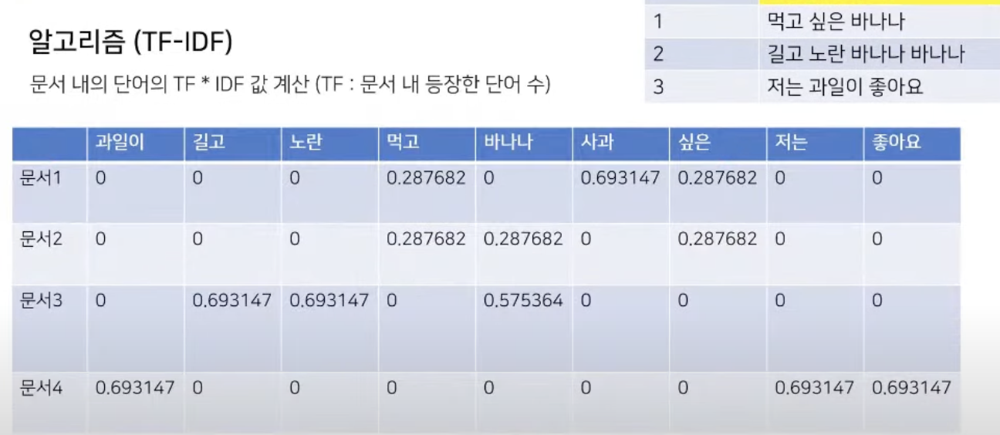 알고리즘 (TF-IDF)
문서 내의 단어의 TF * IDF 값 계산 (TF : 문서 내 등장한 단어 수)
1 먹고 싶은 바나나
2 길고 노란 바나나 바나나
3 저는 과일이 좋아요
과일이 길고 노란 먹고 바나나 사과 싶은 저는 좋아요
문서1 0 0 0 0.287682 0 0.693147 0.287682 0 0
문서2 0 0 0 0.287682 0.287682 0 0.287682 0 0
문서3 0 0.693147 0.693147 0 0.575364 0 0 0 0
문서4 0.693147 0 0 0 0 0 0 0.693147 0.693147